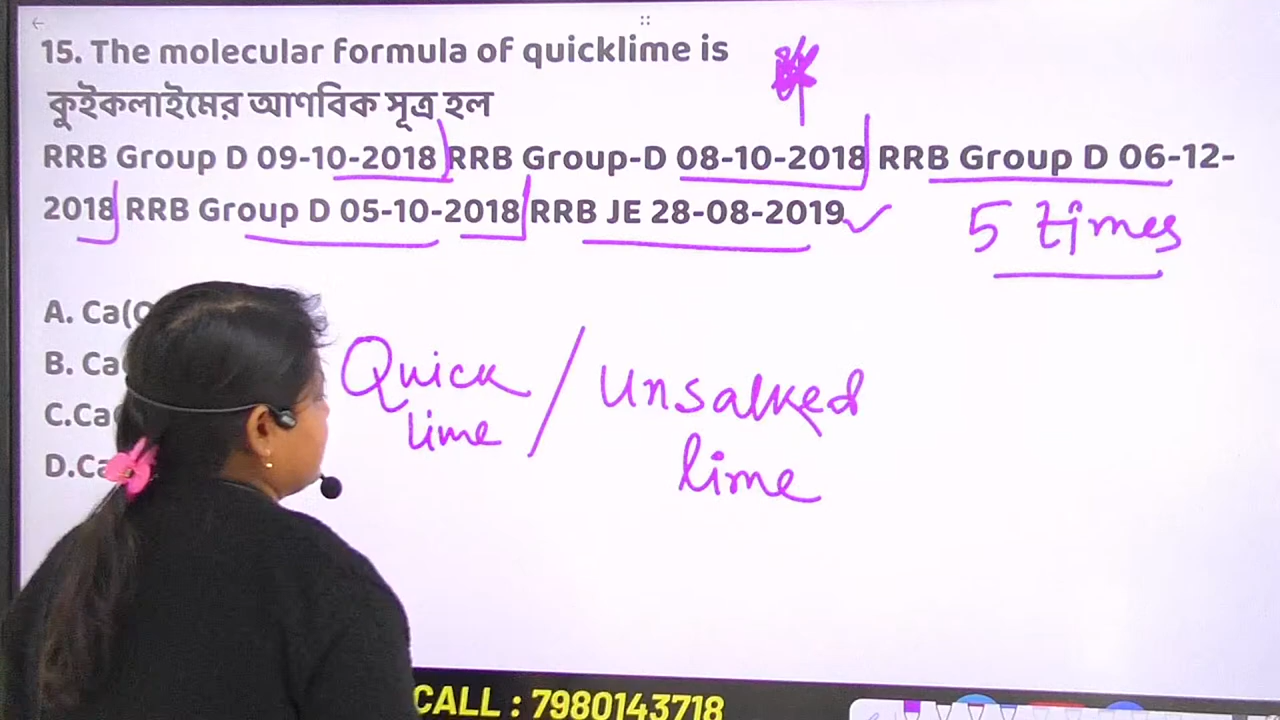 15. The molecular formula of quicklime is
কুইকলাইমের আণবিক সূত্র হল
RRB Group D 09-10-2018 RRB Group-D 08-10-2018 RRB Group D 06-12-
2018 RRB Group D 05-10-2018 RRB JE 28-08-2019
5 times
A. Ca(
B. Ca
C.Ca
D.Ca
Quick / Unsalked
lime lime
CALL : 7980143718